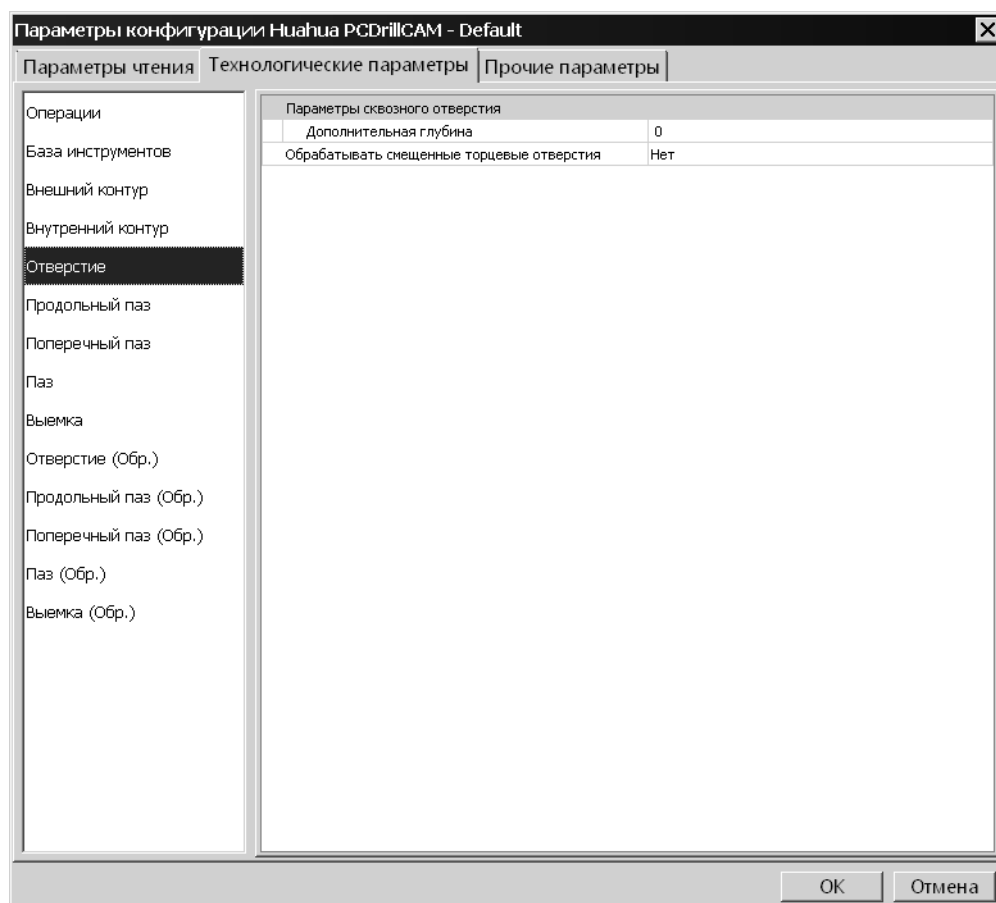 Параметры конфигурации Huahua PCDrillCAM - Default
Параметры чтения Технологические параметры Прочие параметры
Операции
База инструментов
Внешний контур
Внутренний контур
Отверстие
Продольный паз
Поперечный паз
Паз
Выемка
Отверстие (Обр.)
Продольный паз (Обр.)
Поперечный паз (Обр.)
Паз (Обр.)
Выемка (Обр.)
Параметры сквозного отверстия
Дополнительная глубина 0
Обрабатывать смещенные торцевые отверстия Нет
OK Отмена